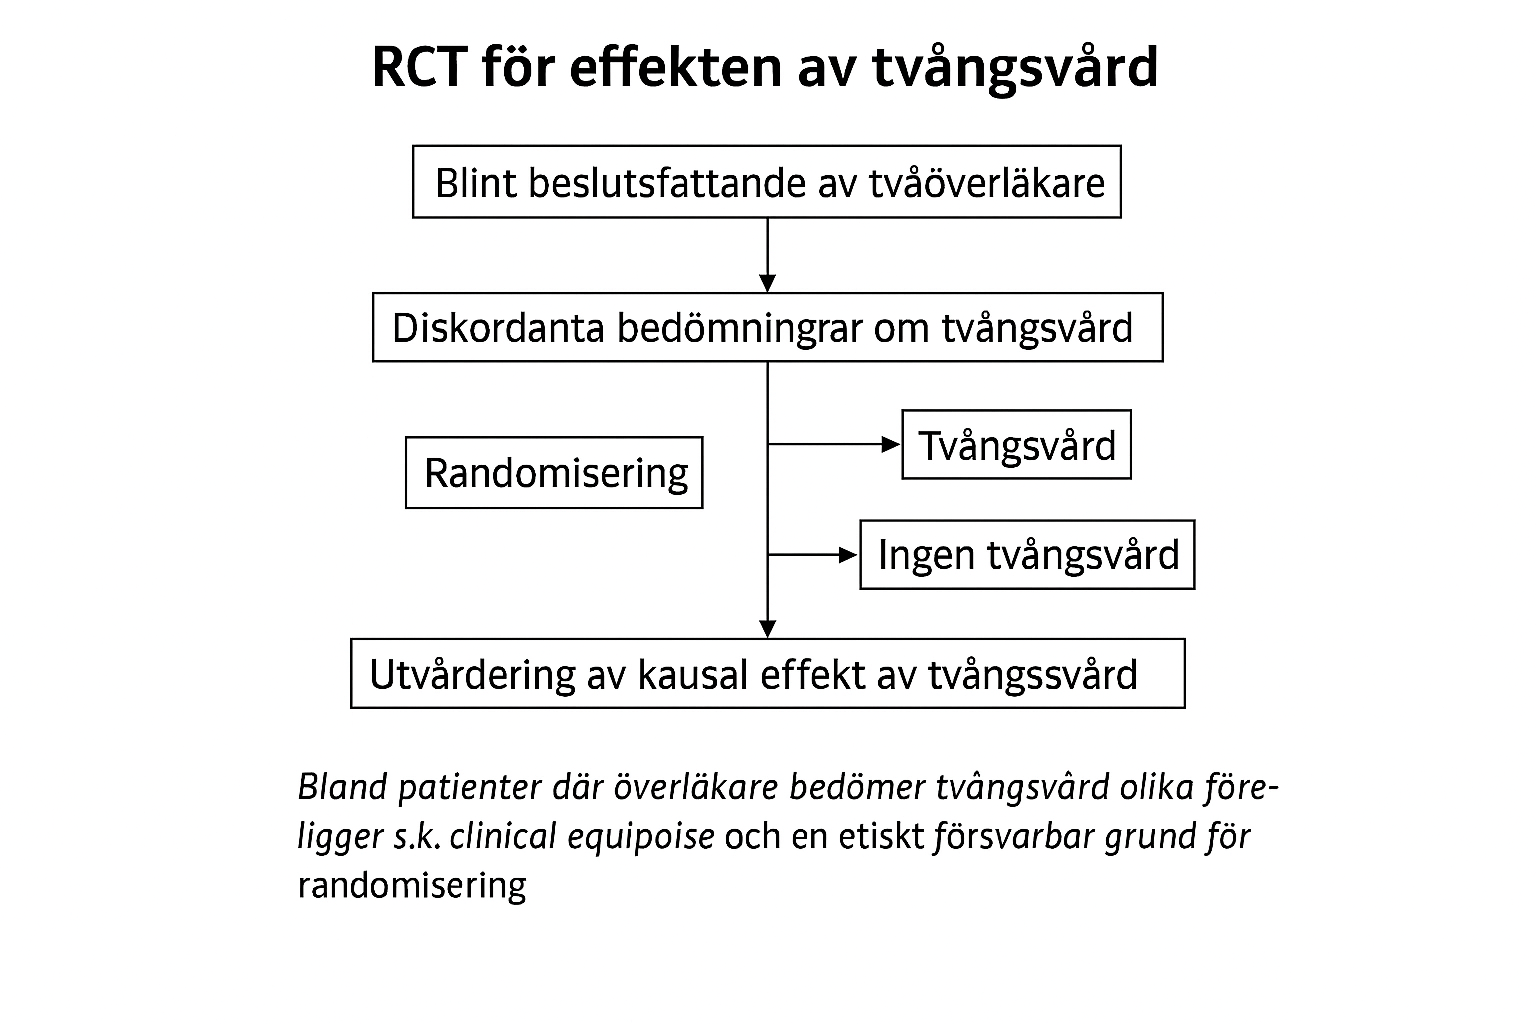 RCT för effekten av tvångsvård
Blint beslutsfattande av tvåöverläkare
Diskordanta bedömningrar om tvångsvård
Tvångsvård
Randomisering
Ingen tvångsvård
Utvårdering av kausal effekt av tvångssvård
Bland patienter där överläkare bedömer tvångsvård olika före-
ligger s.k. clinical equipoise och en etiskt försvarbar grund för
randomisering